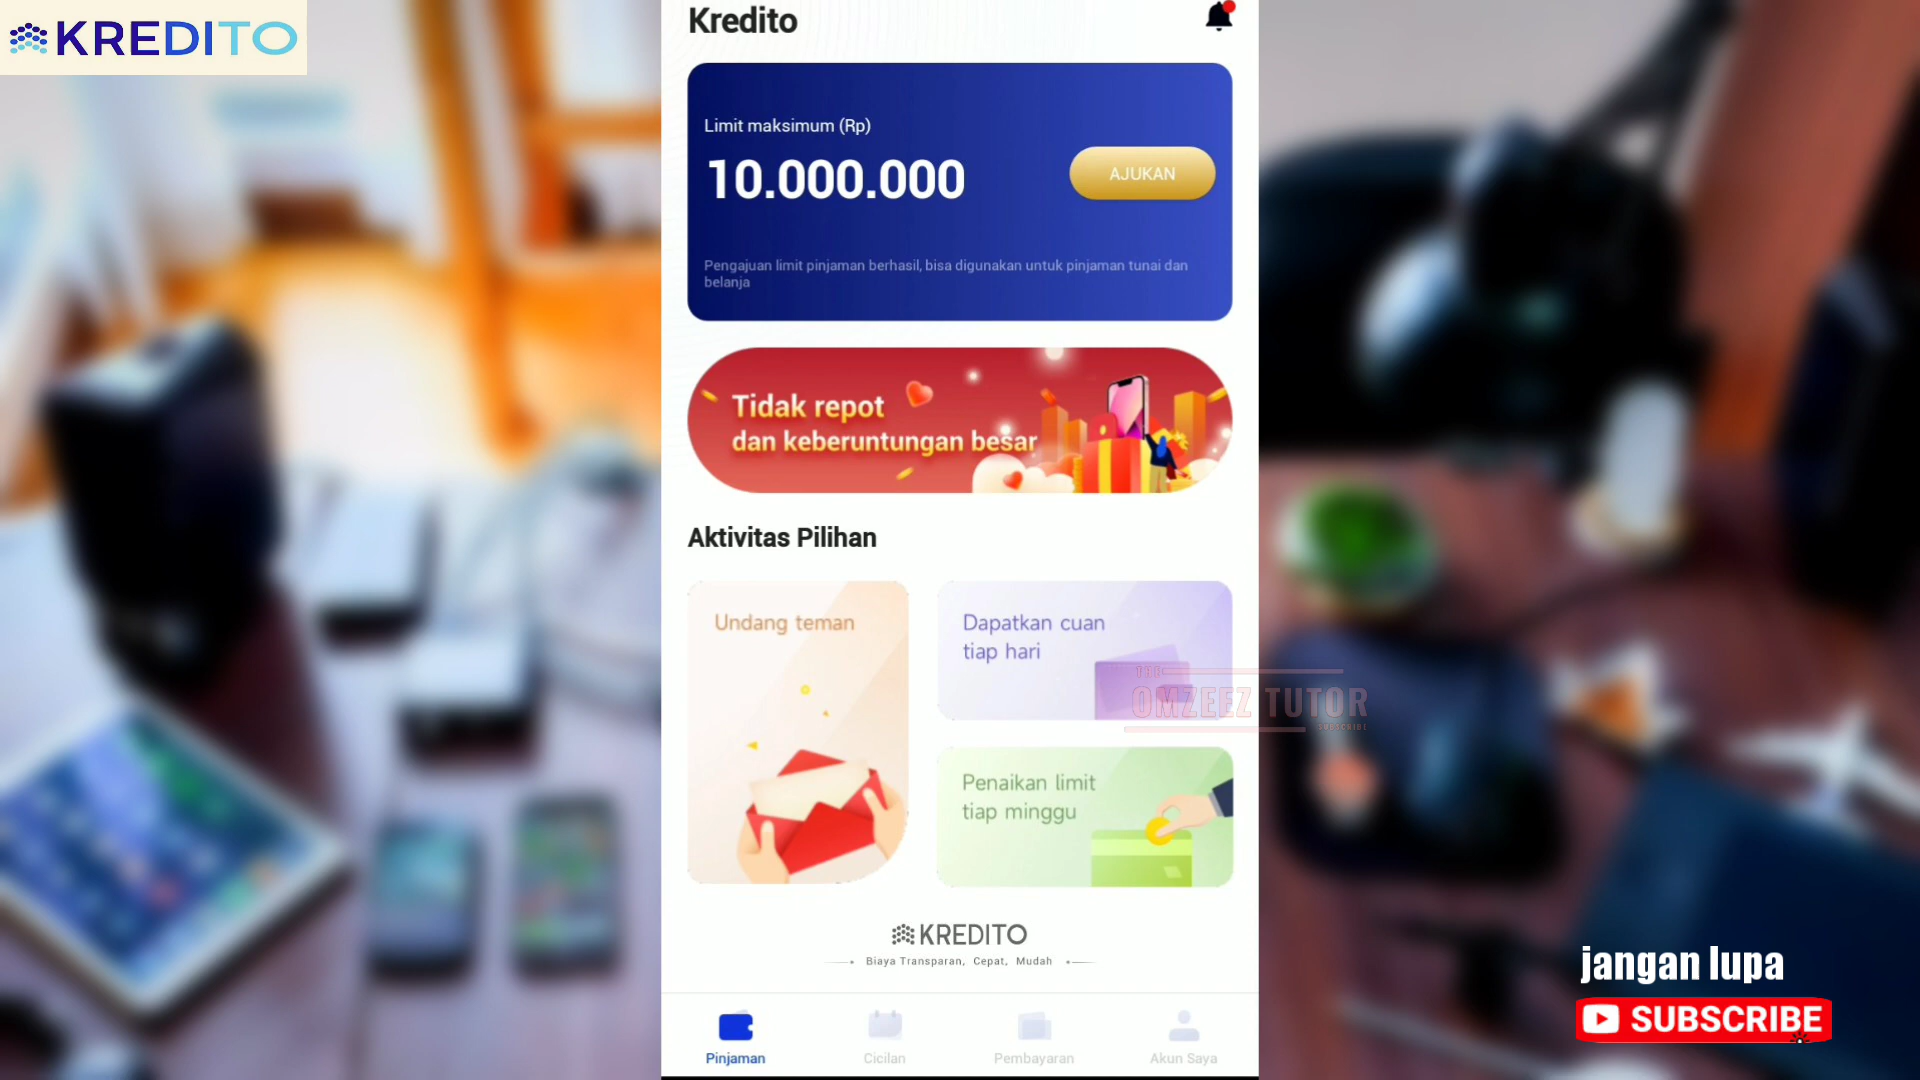 KREDITO
Kredito
Limit maksimum (Rp)
10.000.000
AJUKAN
Pengajuan limit pinjaman berhasil, bisa digunakan untuk pinjaman tunai dan
belanja
Tidak repot
dan keberuntungan besar
Aktivitas Pilihan
Undang teman
Dapatkan cuan
tiap hari
Penaikan limit
tiap minggu
THE
OMZEEZ TUTOR
SUBSCRIBE
KREDITO
Biaya Transparan, Cepat, Mudah
jangan lupa
SUBSCRIBE
Pinjaman
Cicilan
Pembayaran
Akun Saya